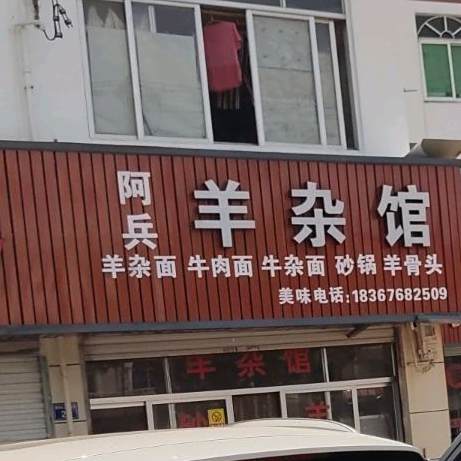 阿兵 羊杂馆
羊杂面 牛肉面 牛杂面 砂锅 羊骨头
美味电话:18367682509
羊杂馆